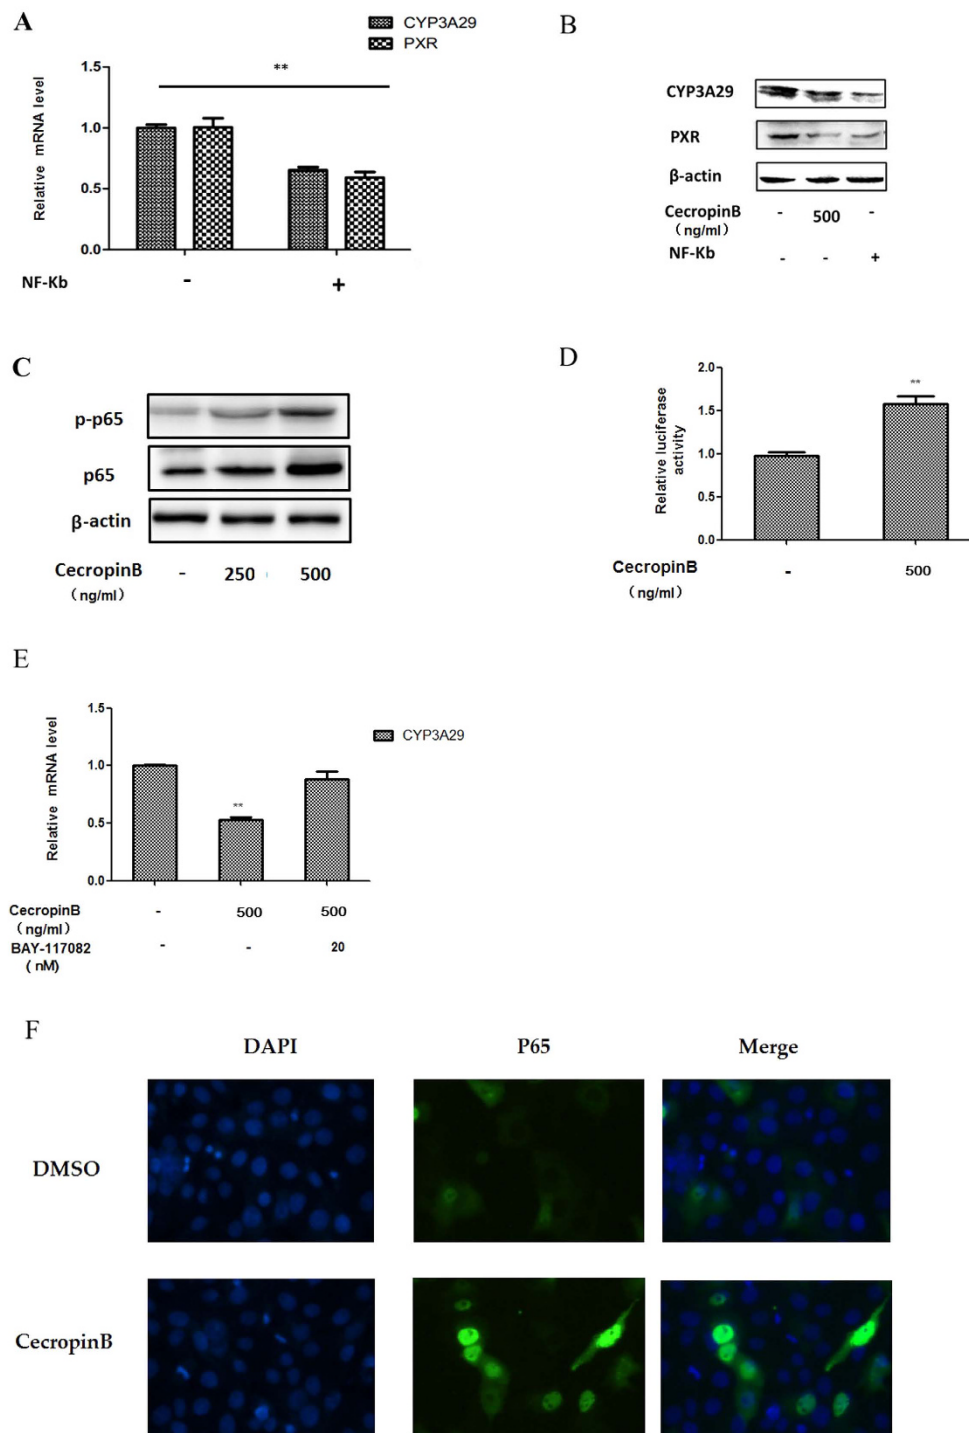 A
CYP3A29
PXR
Relative mRNA level
1.5
1.0
0.5
0.0
**
NF-Kb
-
+
B
CYP3A29
PXR
β-actin
CecropinB - 500 -
(ng/ml)
NF-Kb - - +
C
p-p65
p65
β-actin
CecropinB - 250 500
(ng/ml)
D
Relative luciferase
activity
2.0
1.5
1.0
0.5
0.0
**
CecropinB - 500
(ng/ml)
E
Relative mRNA level
1.5
1.0
0.5
0.0
**
CYP3A29
CecropinB - 500 500
(ng/ml)
BAY-117082 - - 20
(nM)
F
DAPI P65 Merge
DMSO
CecropinB